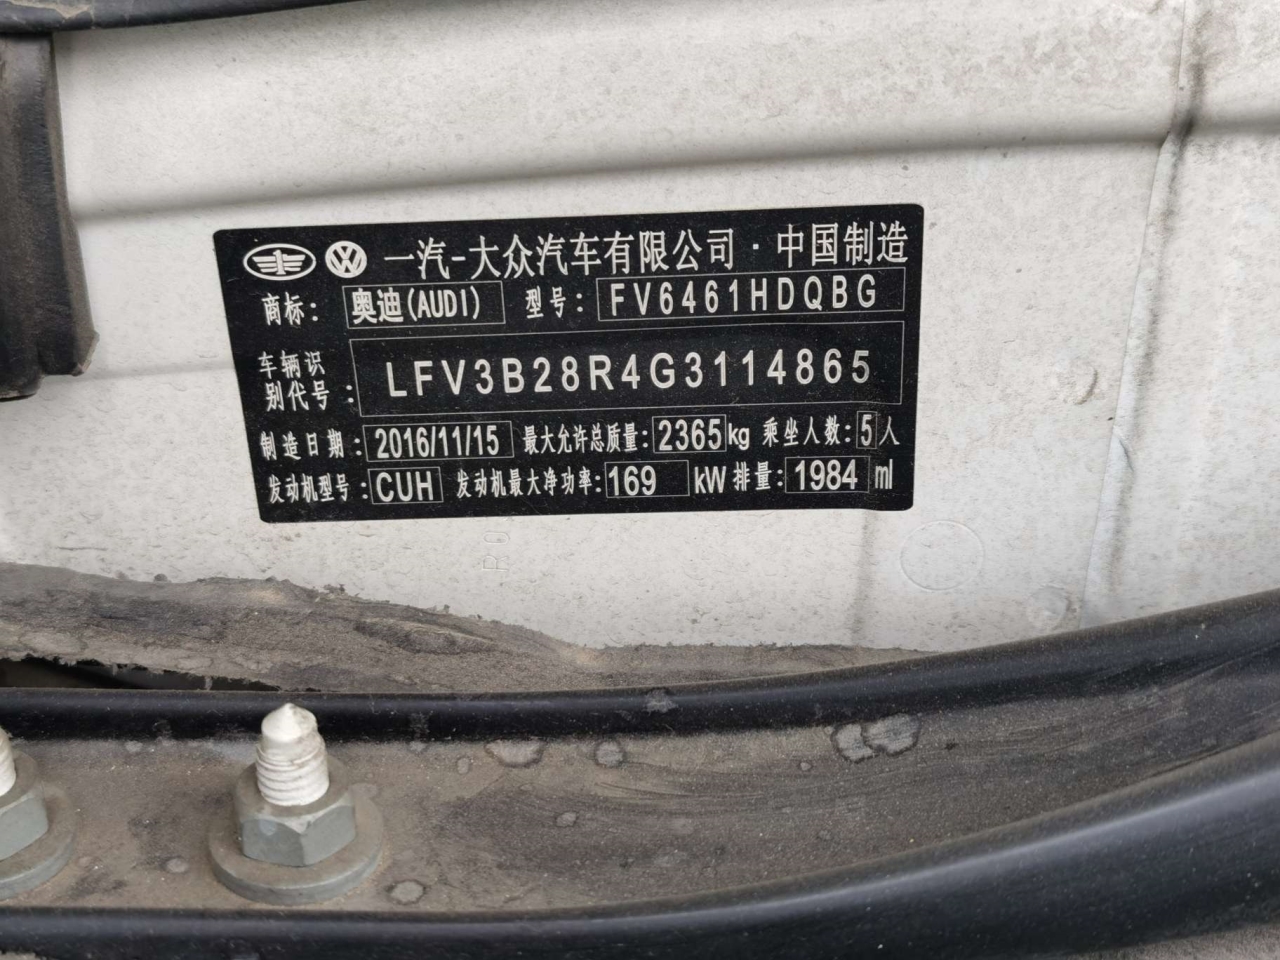 一汽-大众汽车有限公司·中国制造
商标: 奥迪(AUDI) 型号: FV6461HDQBG
车辆识别代号: LFV3B28R4G3114865
制造日期: 2016/11/15 最大允许总质量: 2365kg 乘坐人数: 5人
发动机型号: CUH 发动机最大净功率: 169 kW 排量: 1984 ml